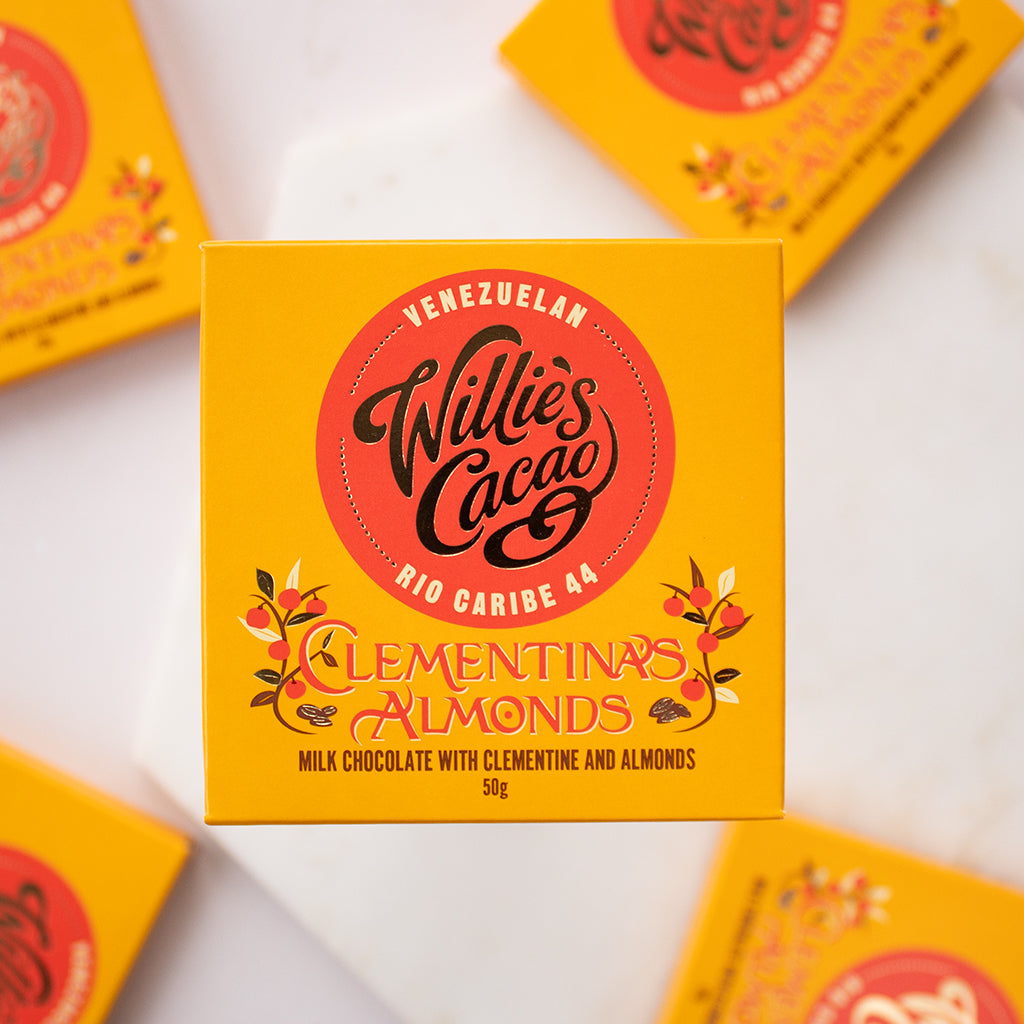 VENEZUELAN
Willie's
Cacao
RIO CARIBE 44
CLEMENTINA'S
ALMONDS
MILK CHOCOLATE WITH CLEMENTINE AND ALMONDS
50g